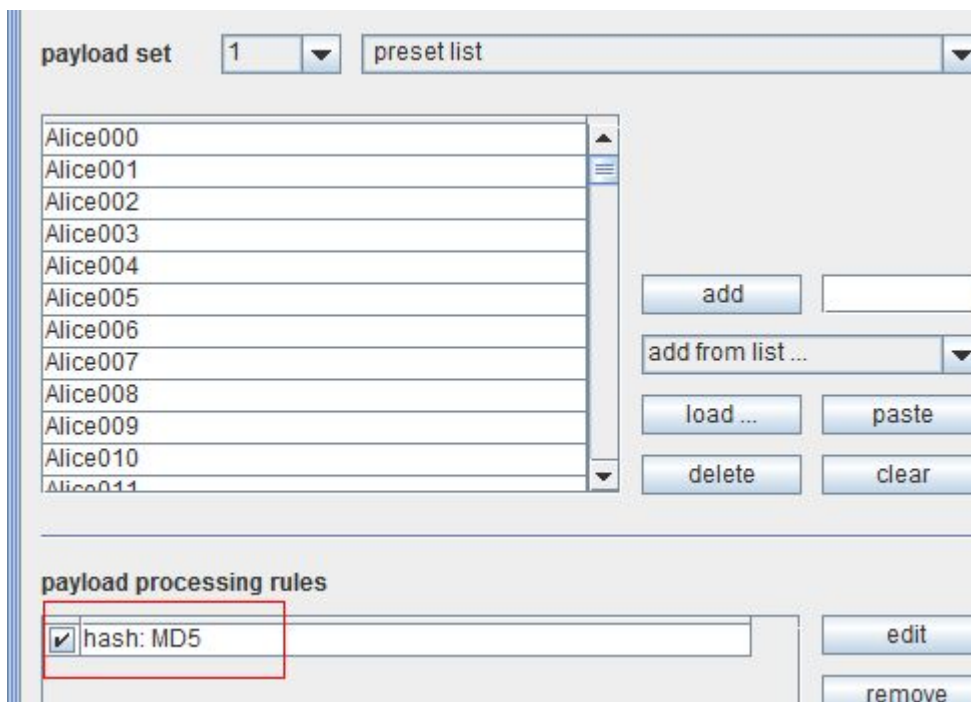 payload set 1 preset list
Alice000
Alice001
Alice002
Alice003
Alice004
Alice005
Alice006
Alice007
Alice008
Alice009
Alice010
Alice011
add
add from list ...
load ... paste
delete clear
payload processing rules
hash: MD5
edit
remove